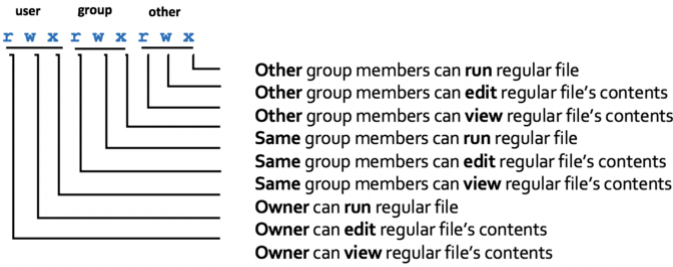 user group other
r w x r w x r w x
Other group members can run regular file
Other group members can edit regular file's contents
Other group members can view regular file's contents
Same group members can run regular file
Same group members can edit regular file's contents
Same group members can view regular file's contents
Owner can run regular file
Owner can edit regular file's contents
Owner can view regular file's contents